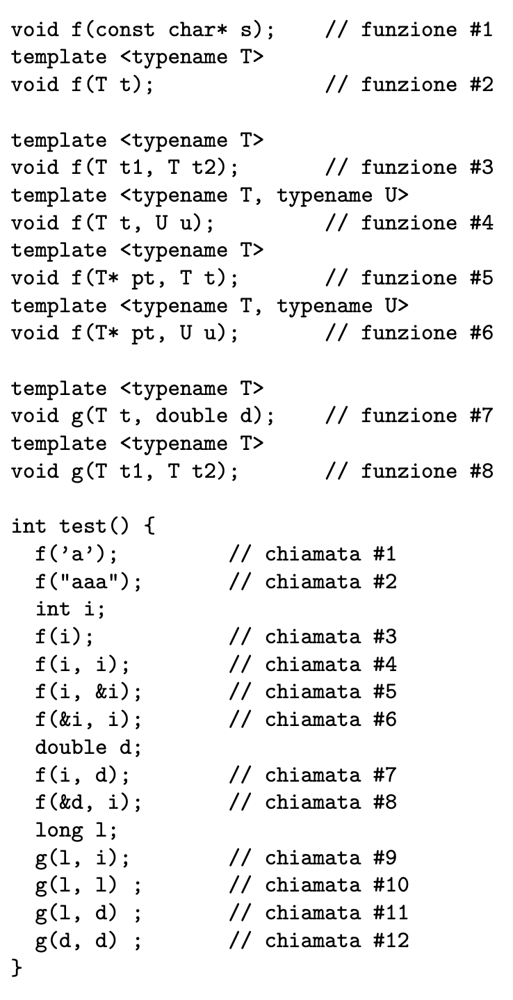 void f(const char* s);    // funzione #1
template <typename T>
void f(T t);              // funzione #2

template <typename T>
void f(T t1, T t2);       // funzione #3
template <typename T, typename U>
void f(T t, U u);         // funzione #4
template <typename T>
void f(T* pt, T t);       // funzione #5
template <typename T, typename U>
void f(T* pt, U u);       // funzione #6

template <typename T>
void g(T t, double d);    // funzione #7
template <typename T>
void g(T t1, T t2);       // funzione #8

int test() {
  f(’a’);         // chiamata #1
  f("aaa");       // chiamata #2
  int i;
  f(i);           // chiamata #3
  f(i, i);        // chiamata #4
  f(i, &i);       // chiamata #5
  f(&i, i);       // chiamata #6
  double d;
  f(i, d);        // chiamata #7
  f(&d, i);       // chiamata #8
  long l;
  g(l, i);        // chiamata #9
  g(l, l) ;       // chiamata #10
  g(l, d) ;       // chiamata #11
  g(d, d) ;       // chiamata #12
}